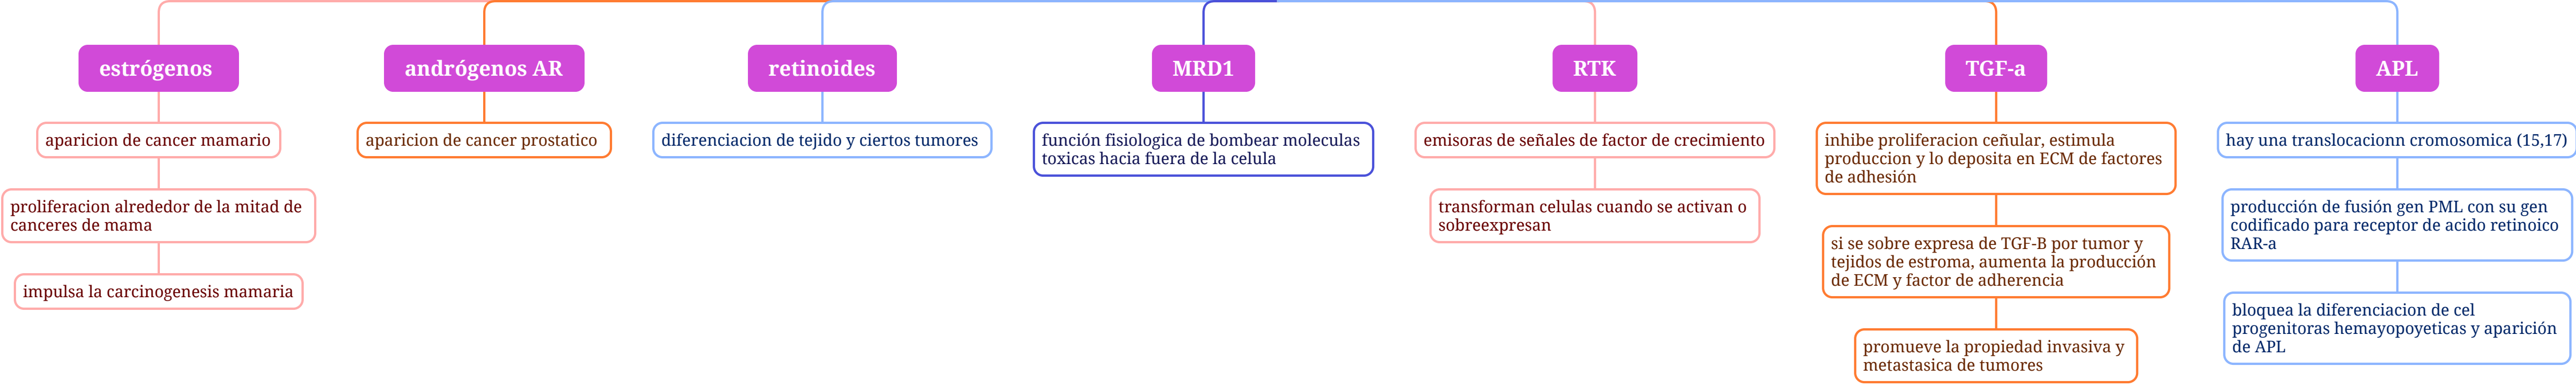 estrógenos
aparicion de cancer mamario
proliferacion alrededor de la mitad de
canceres de mama
impulsa la carcinogenesis mamaria
andrógenos AR
aparicion de cancer prostatico
retinoides
diferenciacion de tejido y ciertos tumores
MRD1
función fisiologica de bombear moleculas
toxicas hacia fuera de la celula
RTK
emisoras de señales de factor de crecimiento
transforman celulas cuando se activan o
sobreexpresan
TGF-a
inhibe proliferacion ceñular, estimula
produccion y lo deposita en ECM de factores
de adhesión
si se sobre expresa de TGF-B por tumor y
tejidos de estroma, aumenta la producción
de ECM y factor de adherencia
promueve la propiedad invasiva y
metastasica de tumores
APL
hay una translocacionn cromosomica (15,17)
producción de fusión gen PML con su gen
codificado para receptor de acido retinoico
RAR-a
bloquea la diferenciacion de cel
progenitoras hemayopoyeticas y aparición
de APL